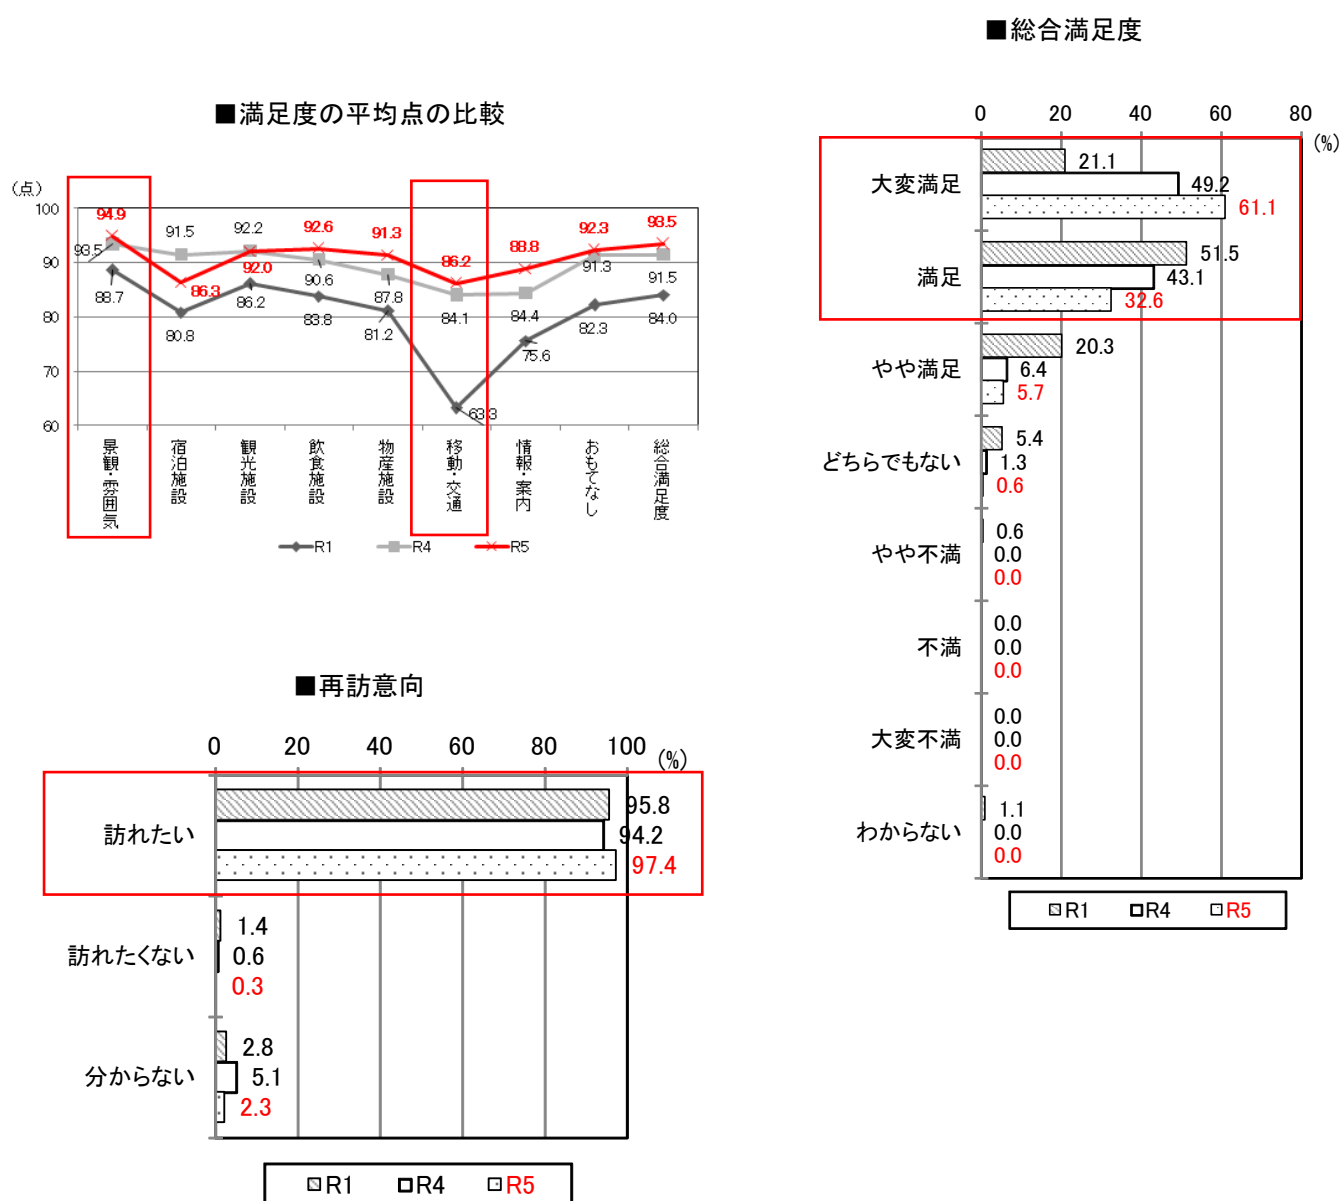 ■総合満足度
■満足度の平均点の比較
0 20 40 60 80
(%)
大変満足
21.1
49.2
61.1
満足
51.5
43.1
32.6
やや満足
20.3
6.4
5.7
どちらでもない
5.4
1.3
0.6
やや不満
0.6
0.0
0.0
不満
0.0
0.0
0.0
大変不満
0.0
0.0
0.0
わからない
1.1
0.0
0.0
R1 R4 R5
(点)
100
90
80
70
60
94.9 86.3 92.0 92.6 91.3 86.2 88.8 92.3 93.5
93.5 91.5 92.2 90.6 87.8 84.1 84.4 91.3 91.5
88.7 80.8 86.2 83.8 81.2 63.3 75.6 82.3 84.0
景観・雰囲気
宿泊施設
観光施設
飲食施設
物産施設
移動・交通
情報・案内
おもてなし
総合満足度
R1 R4 R5
■再訪意向
0 20 40 60 80 100
(%)
訪れたい
95.8
94.2
97.4
訪れたくない
1.4
0.6
0.3
分からない
2.8
5.1
2.3
R1 R4 R5